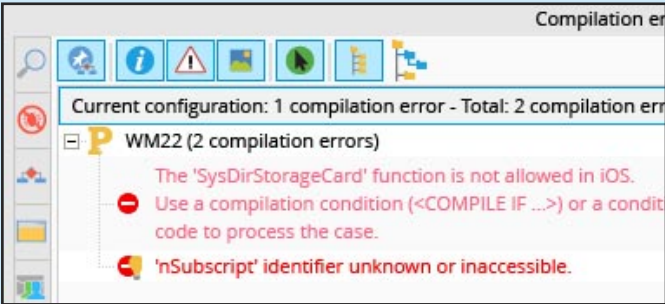 Compilation er
Current configuration: 1 compilation error - Total: 2 compilation err
P WM22 (2 compilation errors)
The 'SysDirStorageCard' function is not allowed in iOS.
Use a compilation condition (<COMPILE IF ...>) or a condit
code to process the case.
'nSubscript' identifier unknown or inaccessible.